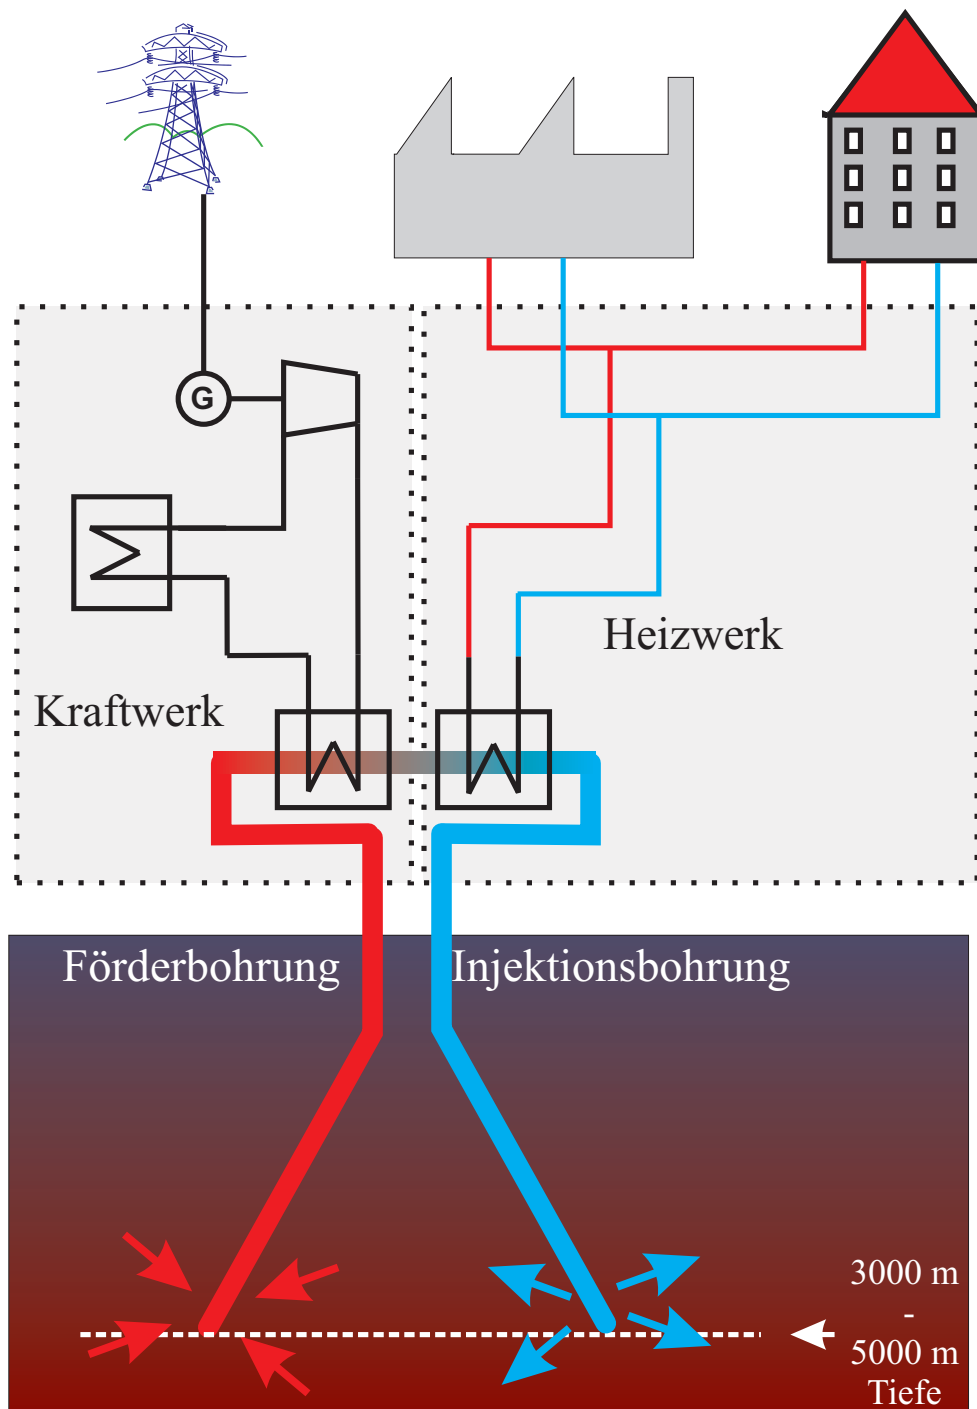 G
Heizwerk
Kraftwerk
Förderbohrung
Injektionsbohrung
3000 m
-
5000 m
Tiefe